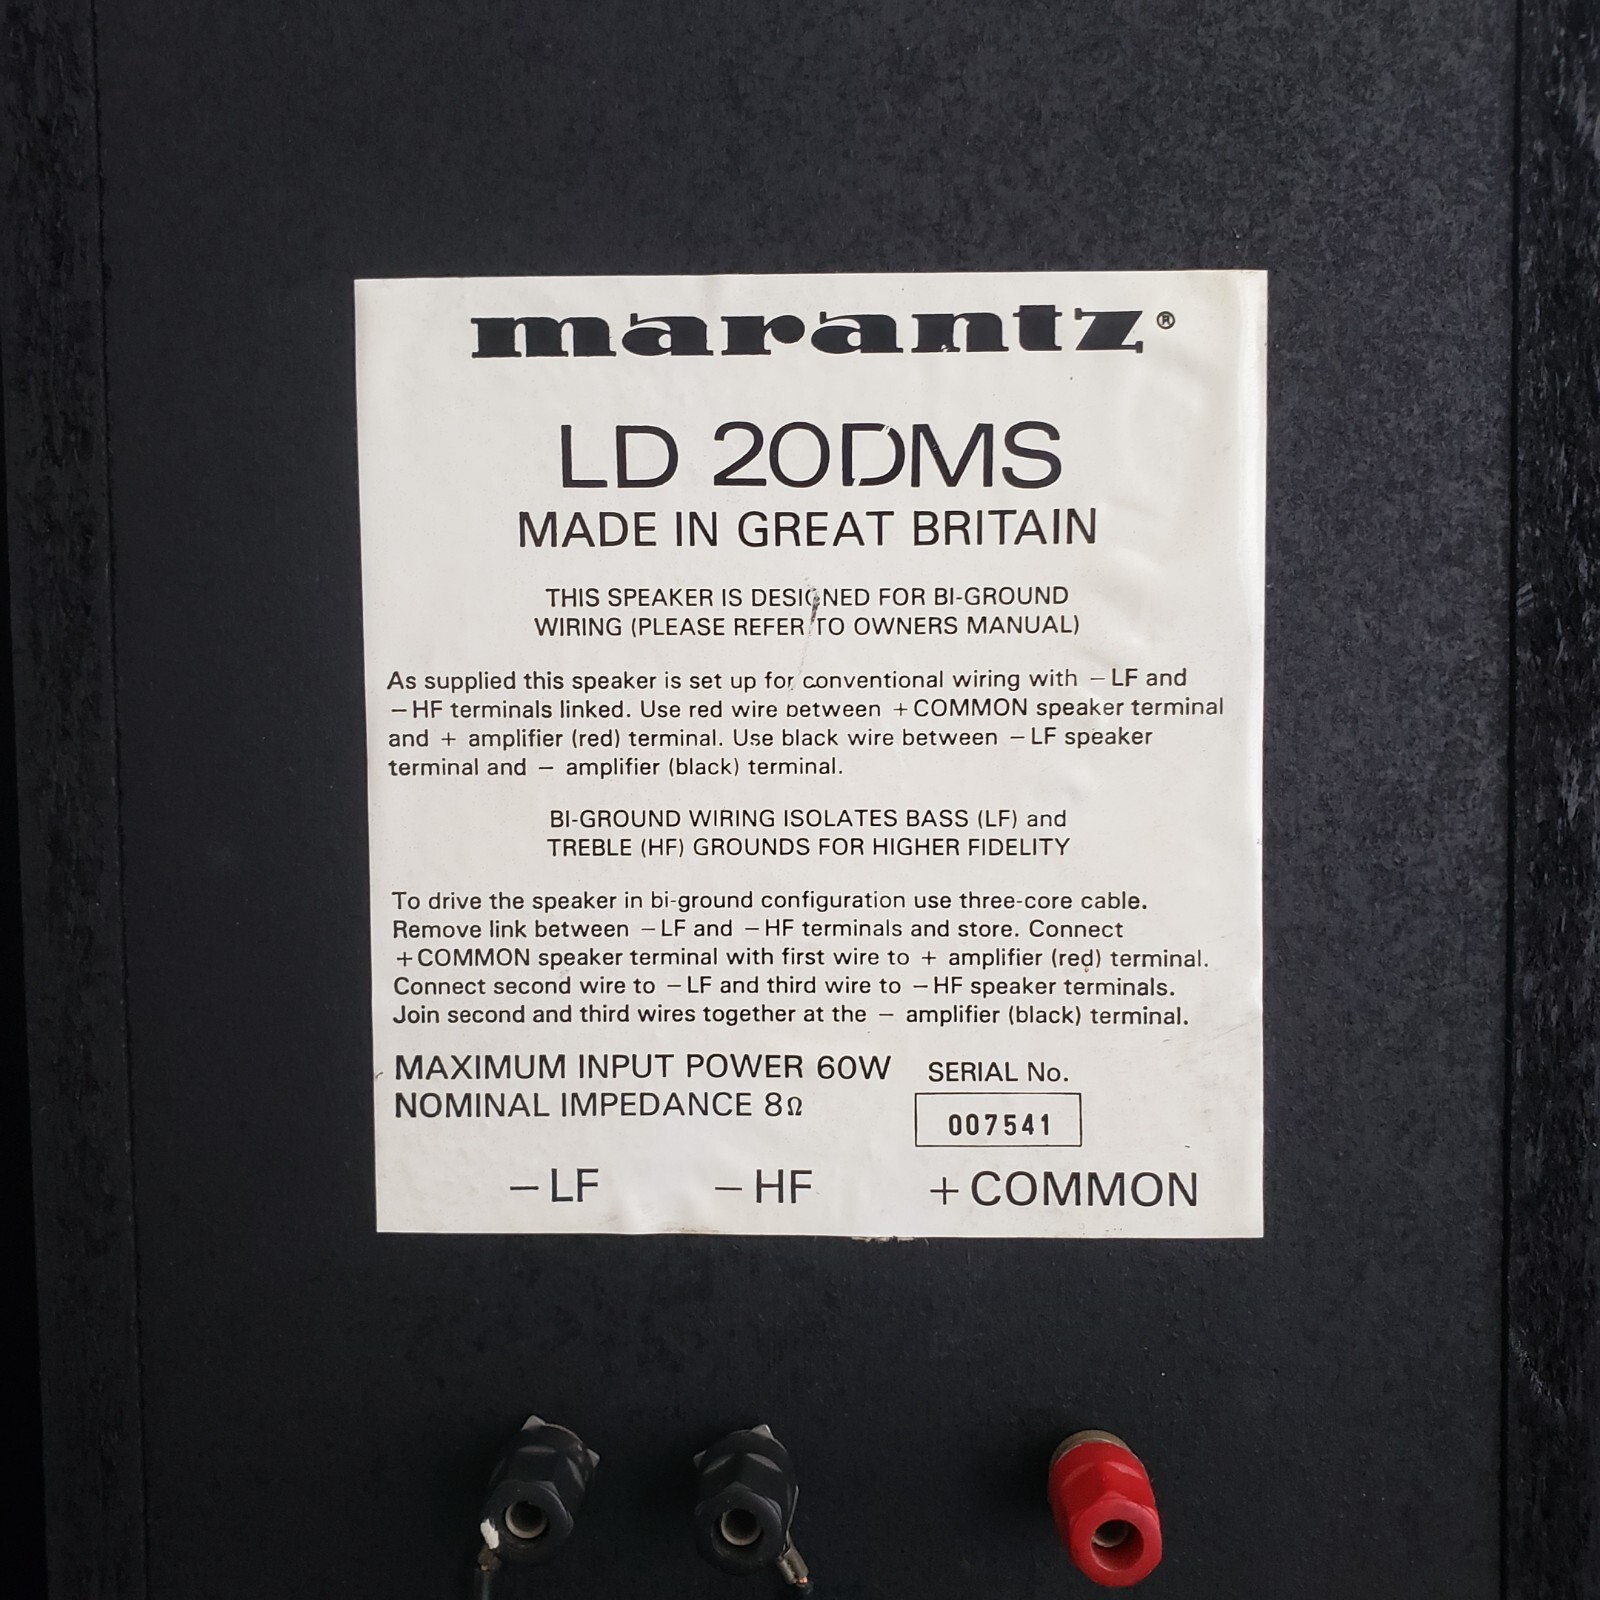 marantz®
LD 20DMS
MADE IN GREAT BRITAIN
THIS SPEAKER IS DESIGNED FOR BI-GROUND
WIRING (PLEASE REFER TO OWNERS MANUAL)
As supplied this speaker is set up for conventional wiring with −LF and
−HF terminals linked. Use red wire between +COMMON speaker terminal
and + amplifier (red) terminal. Use black wire between −LF speaker
terminal and − amplifier (black) terminal.
BI-GROUND WIRING ISOLATES BASS (LF) and
TREBLE (HF) GROUNDS FOR HIGHER FIDELITY
To drive the speaker in bi-ground configuration use three-core cable.
Remove link between −LF and −HF terminals and store. Connect
+COMMON speaker terminal with first wire to + amplifier (red) terminal.
Connect second wire to −LF and third wire to −HF speaker terminals.
Join second and third wires together at the − amplifier (black) terminal.
MAXIMUM INPUT POWER 60W
NOMINAL IMPEDANCE 8Ω
SERIAL No.
007541
−LF −HF +COMMON